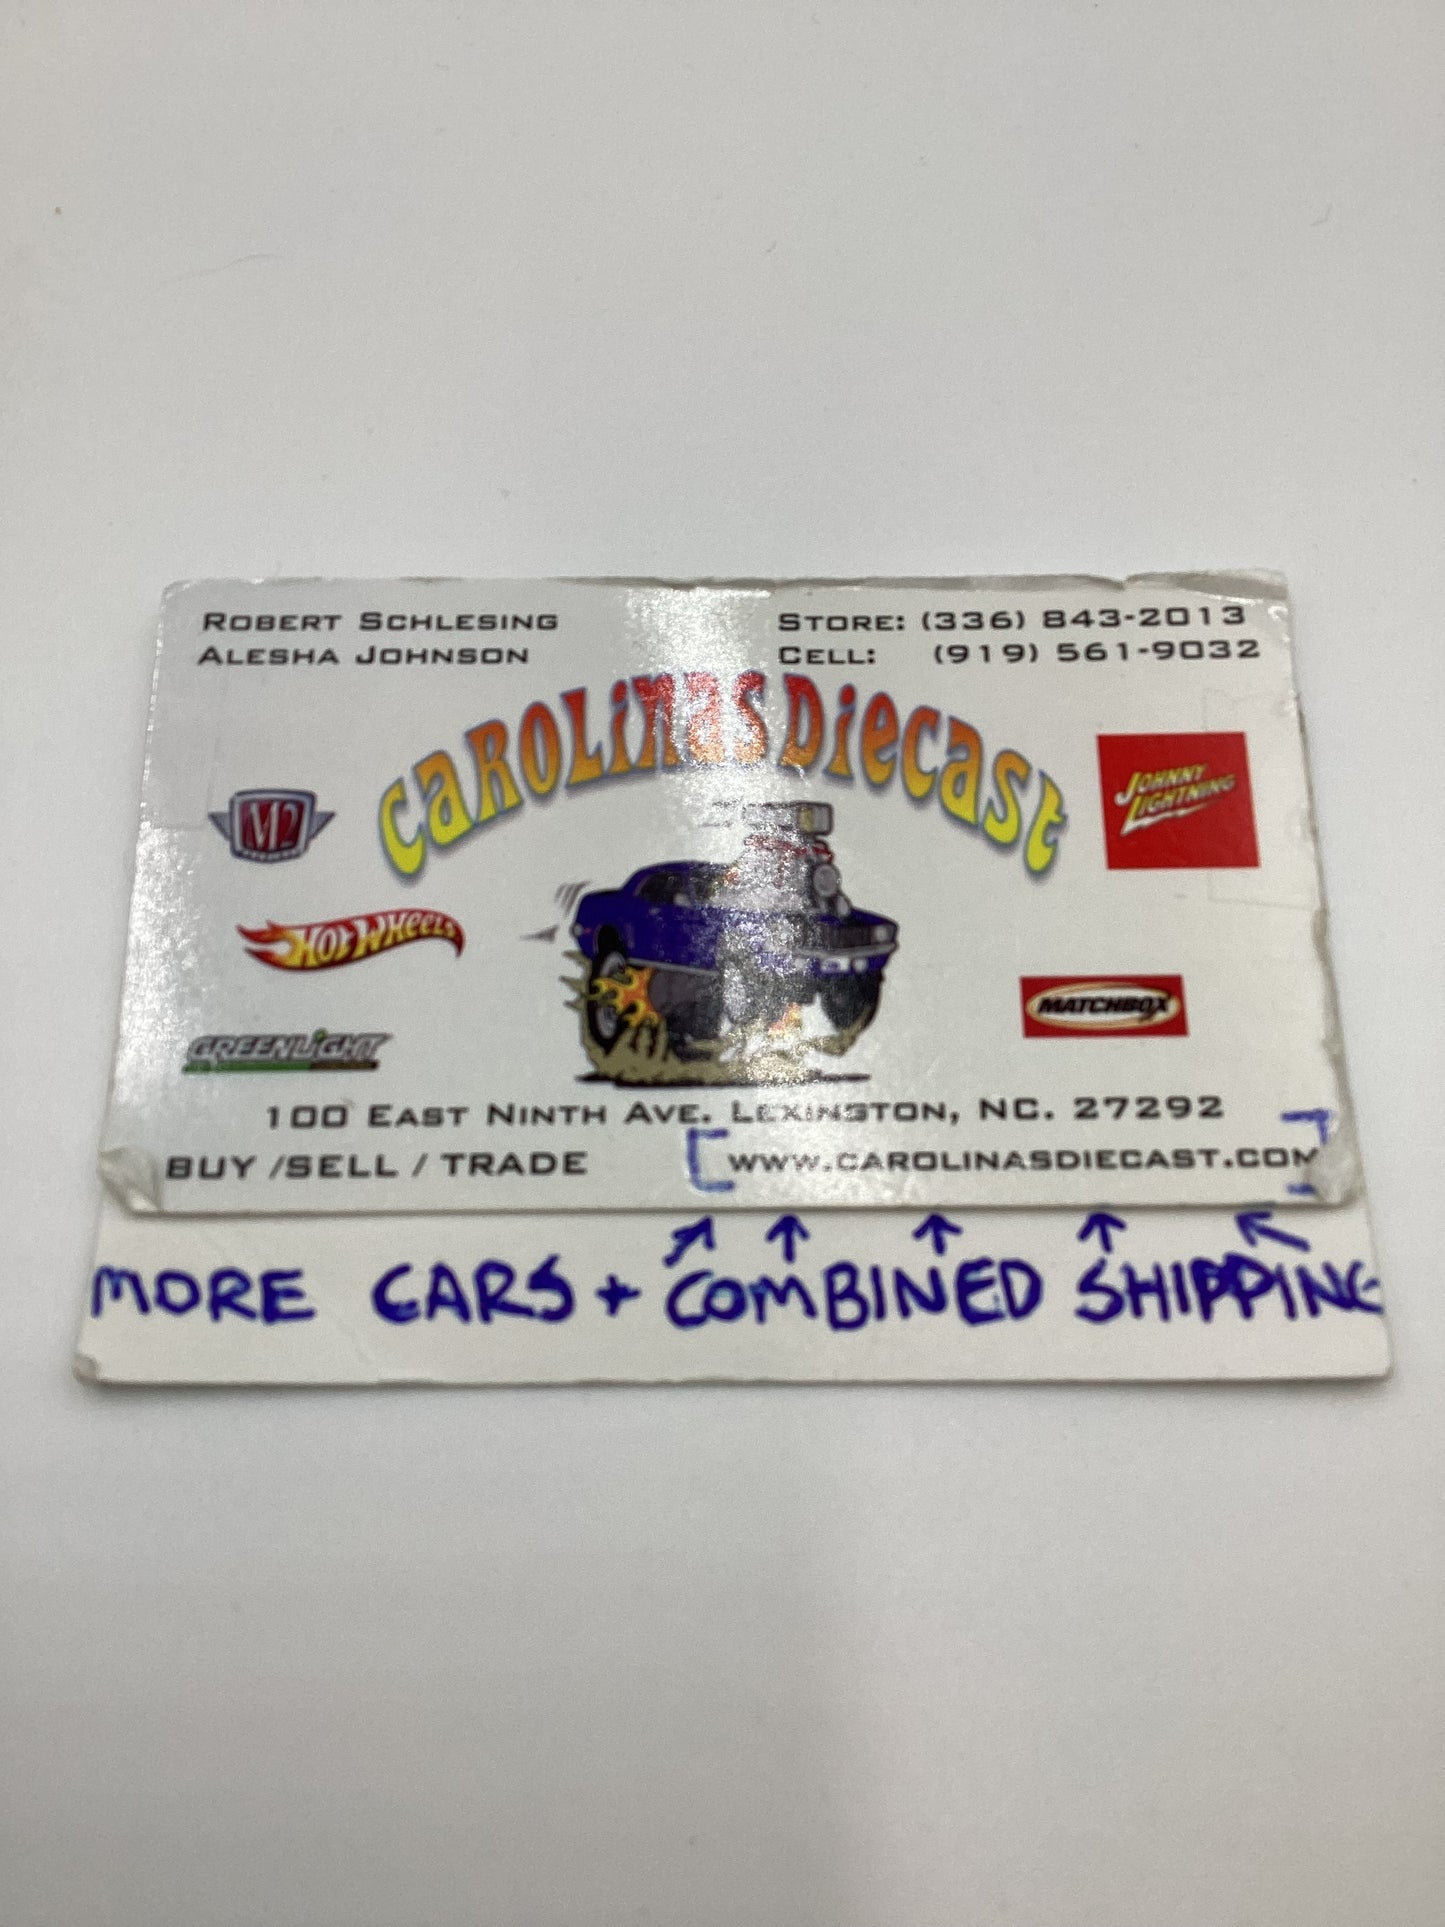 ROBERT SCHLESING
ALESHA JOHNSON
STORE: (336) 843-2013
CELL: (919) 561-9032
CAROLINAS DIECAST
M2
JOHNNY
LIGHTNING
HOT WHEELS
MATCHBOX
GREENLIGHT
100 EAST NINTH AVE. LEXINGTON, NC. 27292
BUY /SELL / TRADE
WWW.CAROLINASDIECAST.COM
MORE CARS + COMBINED SHIPPING